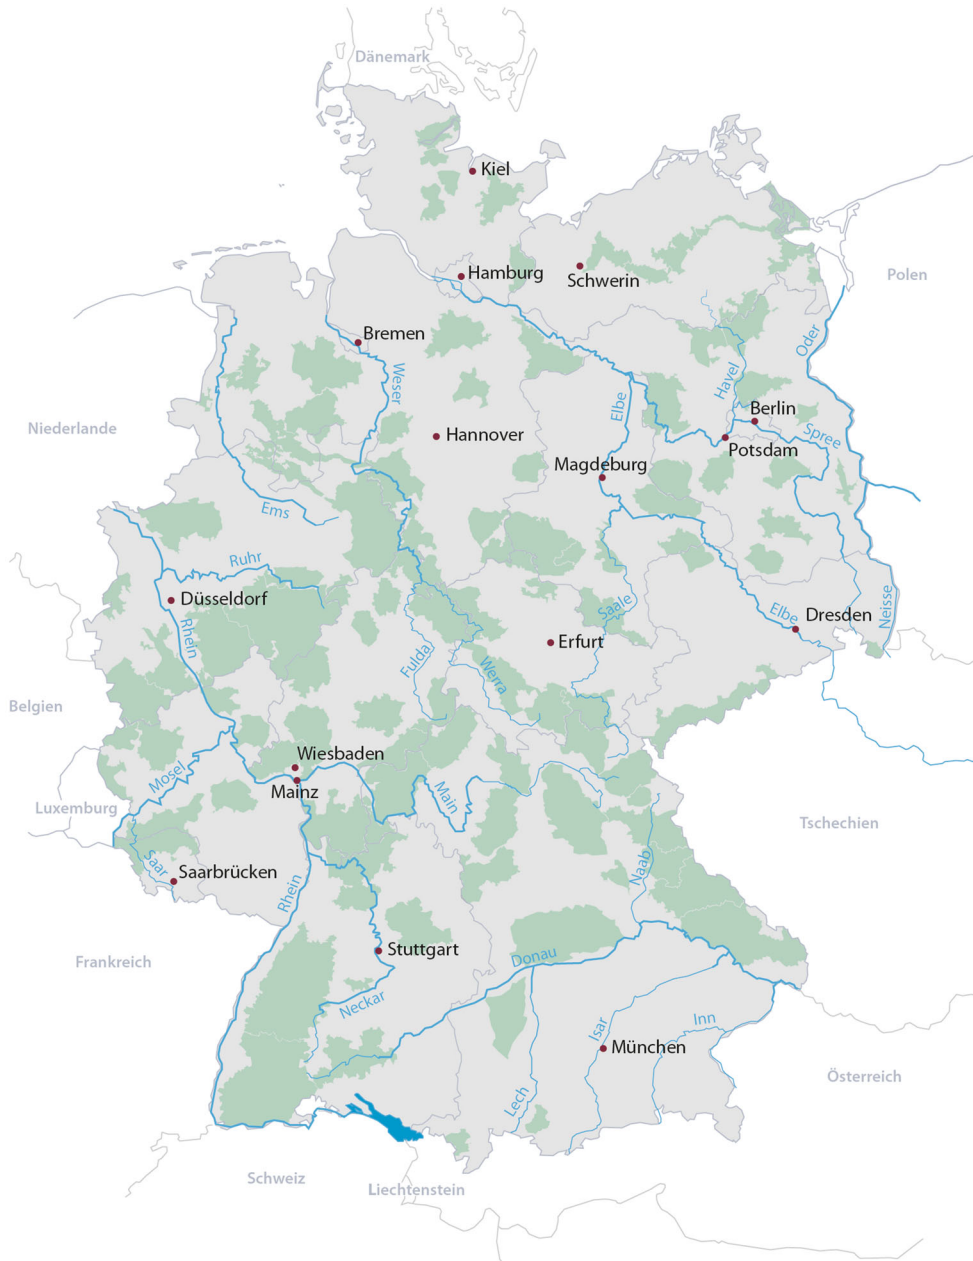 Dänemark
Kiel
Hamburg
Schwerin
Polen
Bremen
Weser
Oder
Havel
Elbe
Berlin
Spree
Niederlande
Hannover
Potsdam
Magdeburg
Ems
Ruhr
Düsseldorf
Rhein
Saale
Elbe
Dresden
Neisse
Erfurt
Fulda
Werra
Belgien
Wiesbaden
Mosel
Mainz
Main
Luxemburg
Tschechien
Saar
Saarbrücken
Rhein
Naab
Frankreich
Stuttgart
Donau
Neckar
Isar
Inn
München
Lech
Österreich
Schweiz
Liechtenstein